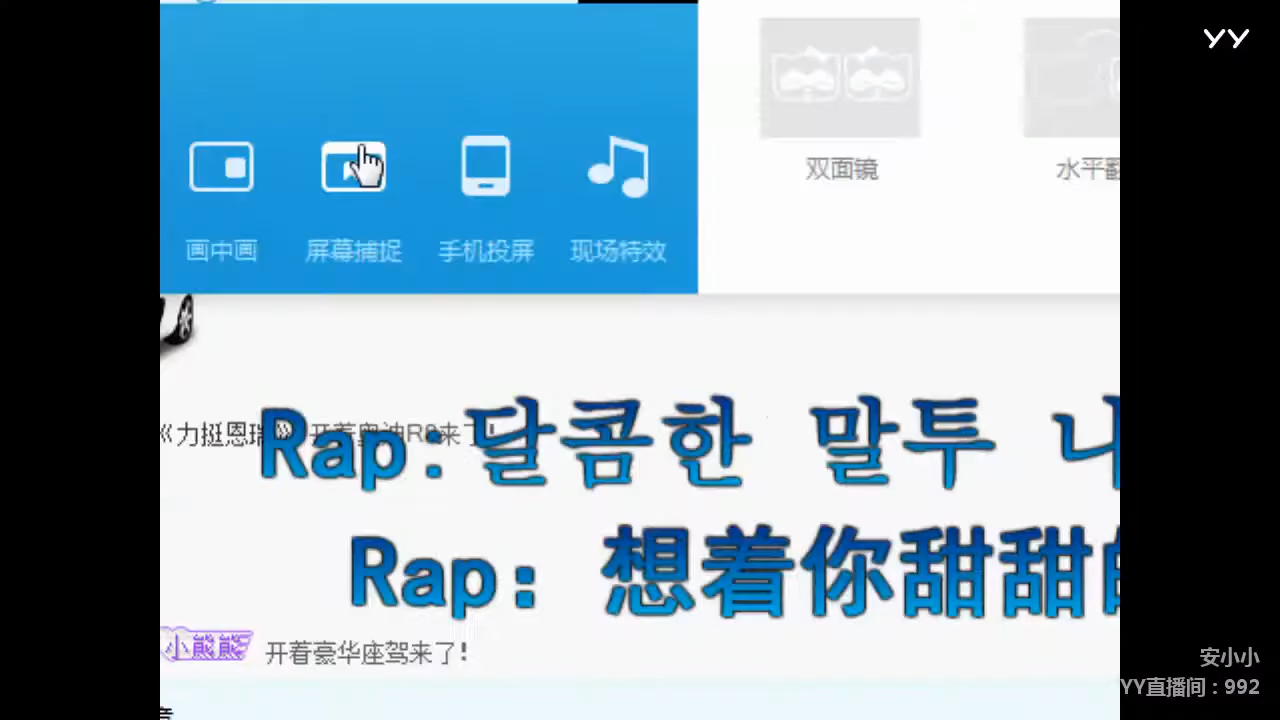 YY
双面镜
水平翻
画中画
屏幕捕捉
手机投屏
现场特效
《力挺恩瑞》开着奥迪R8来了!
Rap:달콤한 말투 나
Rap: 想着你甜甜的
小熊熊 开着豪华座驾来了!
安小小
YY直播间:992